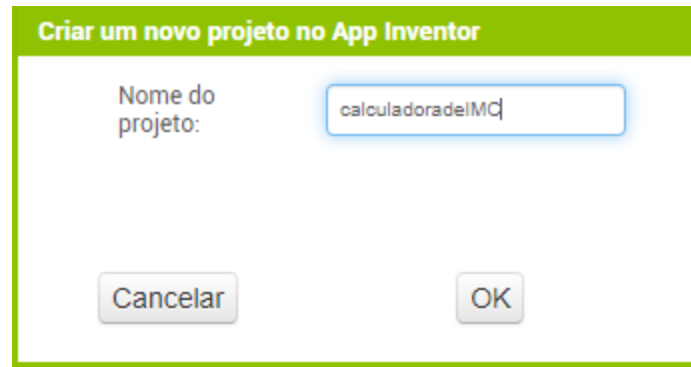 Criar um novo projeto no App Inventor
Nome do
projeto:
calculadoradeIMC
Cancelar
OK